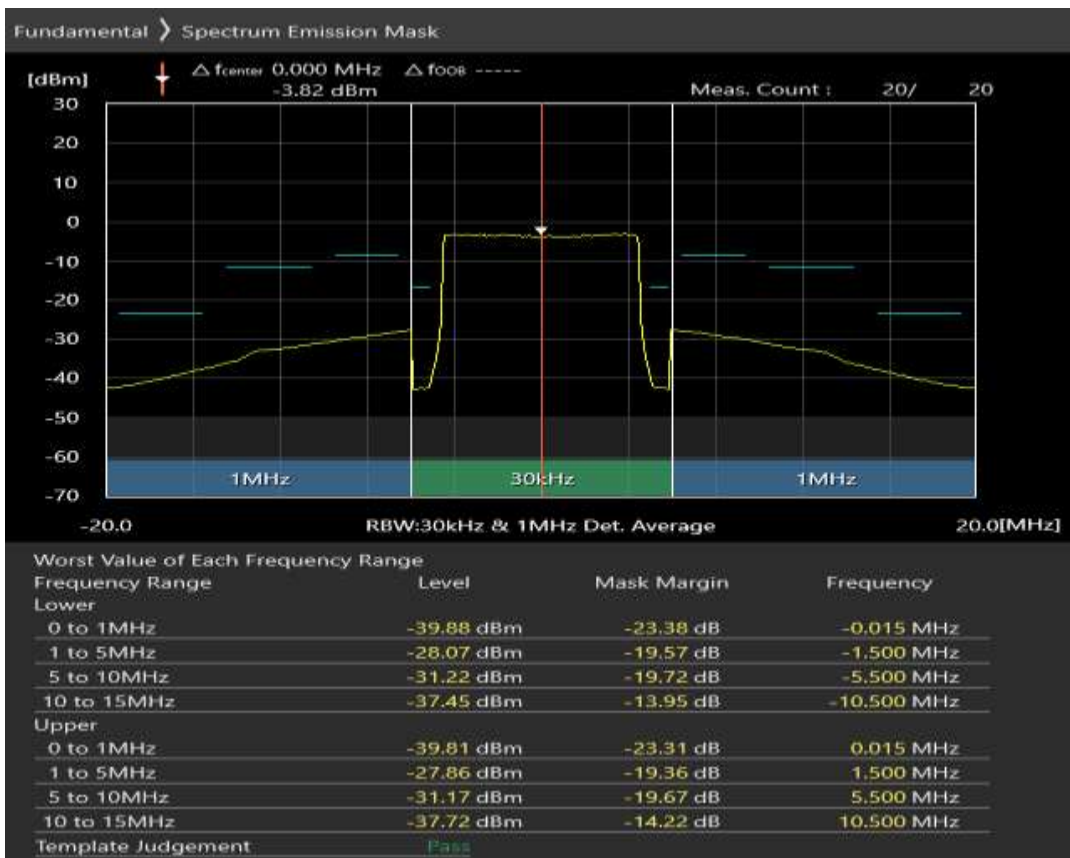 Fundamental 〉 Spectrum Emission Mask
[dBm]
△ fcenter 0.000 MHz △ fOOB -----
-3.82 dBm
Meas. Count : 20/ 20
30
20
10
0
-10
-20
-30
-40
-50
-60
-70
1MHz 30kHz 1MHz
-20.0 RBW:30kHz & 1MHz Det. Average 20.0[MHz]
Worst Value of Each Frequency Range
Frequency Range Level Mask Margin Frequency
Lower
0 to 1MHz -39.88 dBm -23.38 dB -0.015 MHz
1 to 5MHz -28.07 dBm -19.57 dB -1.500 MHz
5 to 10MHz -31.22 dBm -19.72 dB -5.500 MHz
10 to 15MHz -37.45 dBm -13.95 dB -10.500 MHz
Upper
0 to 1MHz -39.81 dBm -23.31 dB 0.015 MHz
1 to 5MHz -27.86 dBm -19.36 dB 1.500 MHz
5 to 10MHz -31.17 dBm -19.67 dB 5.500 MHz
10 to 15MHz -37.72 dBm -14.22 dB 10.500 MHz
Template Judgement Pass